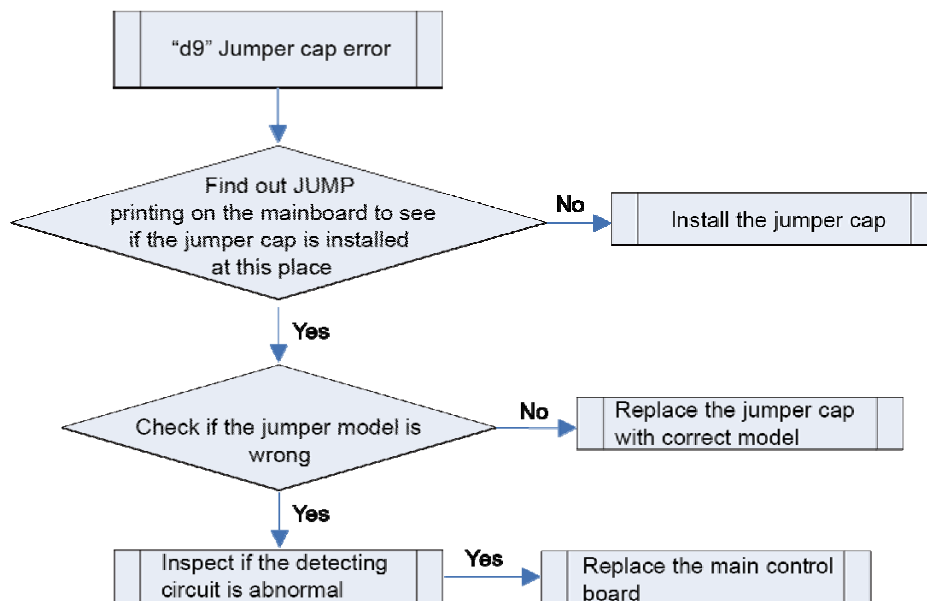 “d9” Jumper cap error
Find out JUMP
printing on the mainboard to see
if the jumper cap is installed
at this place
No
Install the jumper cap
Yes
Check if the jumper model is
wrong
No
Replace the jumper cap
with correct model
Yes
Inspect if the detecting
circuit is abnormal
Yes
Replace the main control
board